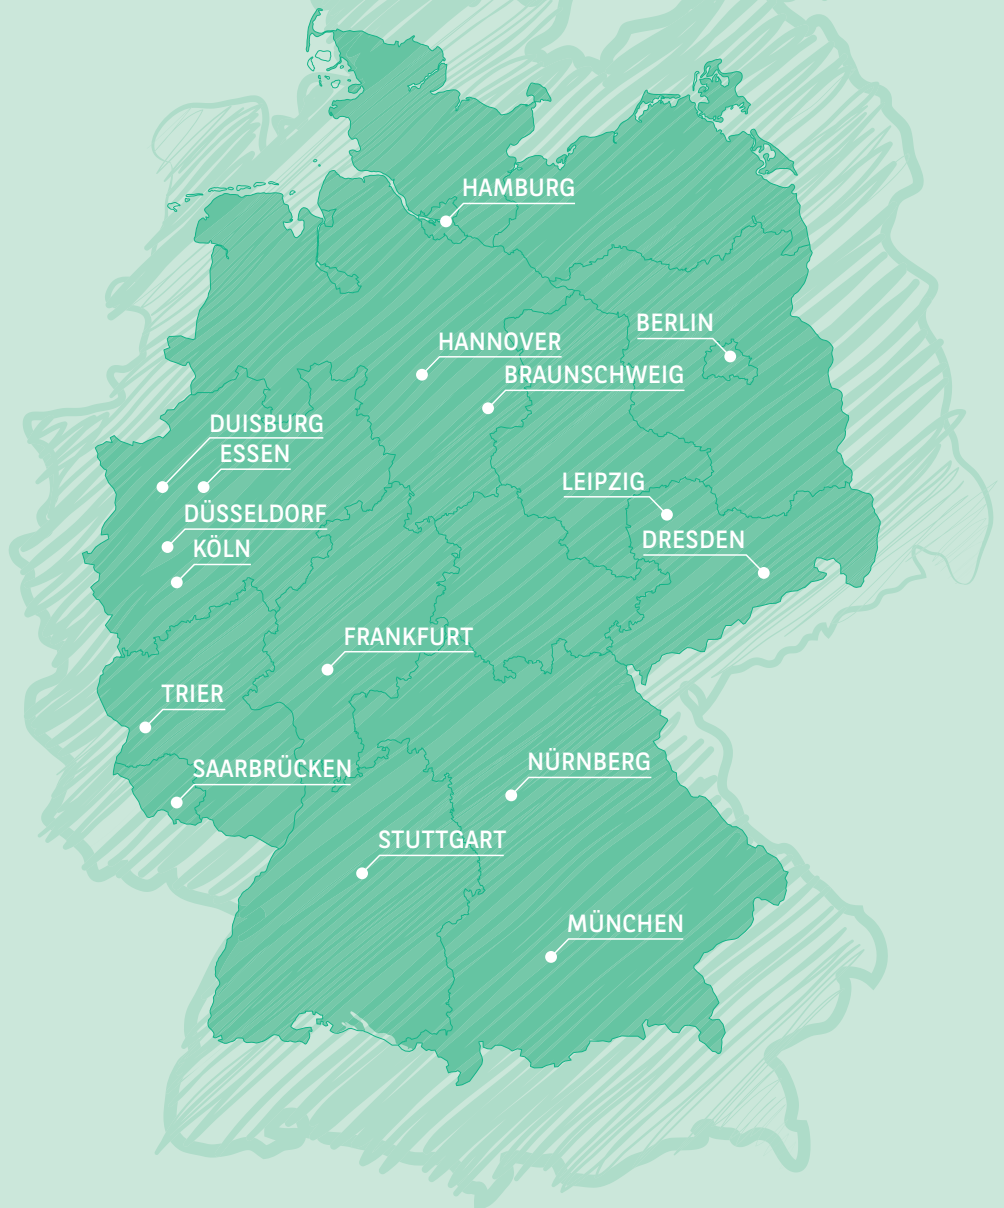 HAMBURG
BERLIN
HANNOVER
BRAUNSCHWEIG
DUISBURG
ESSEN
LEIPZIG
DÜSSELDORF
DRESDEN
KÖLN
FRANKFURT
TRIER
NÜRNBERG
SAARBRÜCKEN
STUTTGART
MÜNCHEN